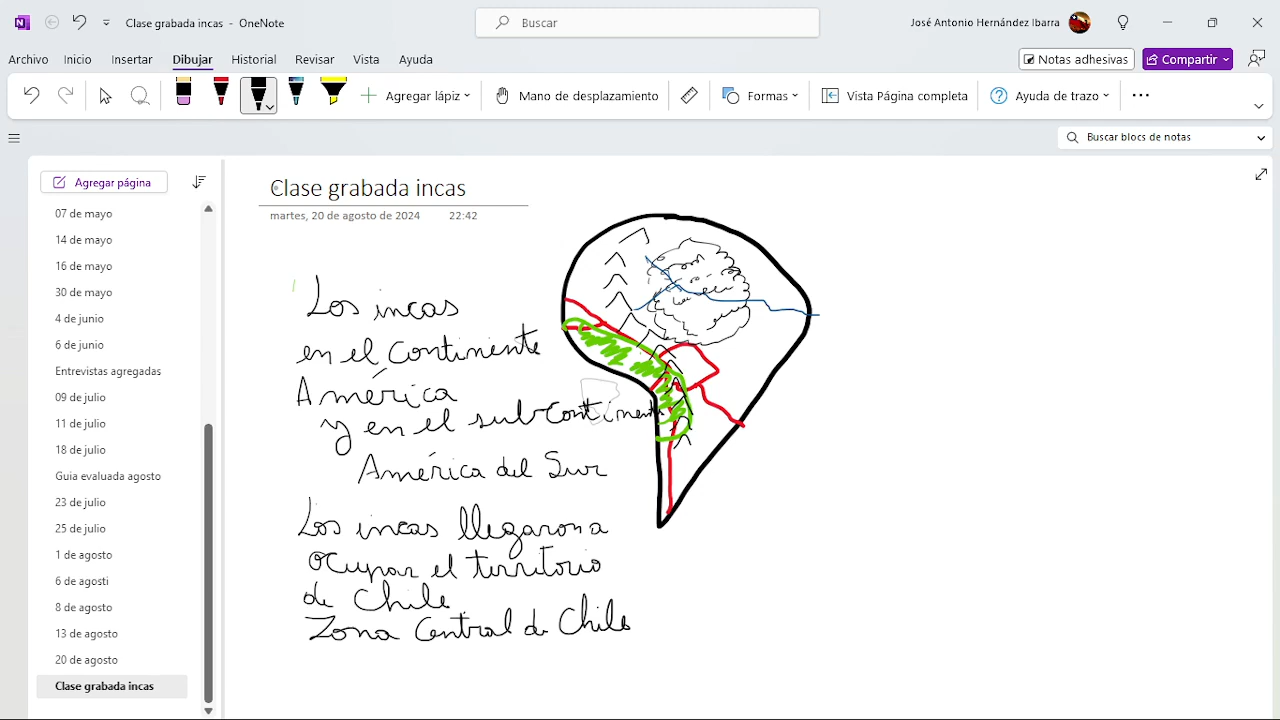 Clase grabada incas - OneNote
Buscar
José Antonio Hernández Ibarra
Archivo Inicio Insertar Dibujar Historial Revisar Vista Ayuda
Notas adhesivas
Compartir
Agregar lápiz
Mano de desplazamiento
Formas
Vista Página completa
Ayuda de trazo
Buscar blocs de notas
Agregar página
07 de mayo
14 de mayo
16 de mayo
30 de mayo
4 de junio
6 de junio
Entrevistas agregadas
09 de julio
11 de julio
18 de julio
Guia evaluada agosto
23 de julio
25 de julio
1 de agosto
6 de agosti
8 de agosto
13 de agosto
20 de agosto
Clase grabada incas
Clase grabada incas
martes, 20 de agosto de 2024 22:42
Los incas
en el continente
América
y en el subcontinente
América del Sur
Los incas llegaron a
ocupar el territorio
de Chile
Zona Central de Chile